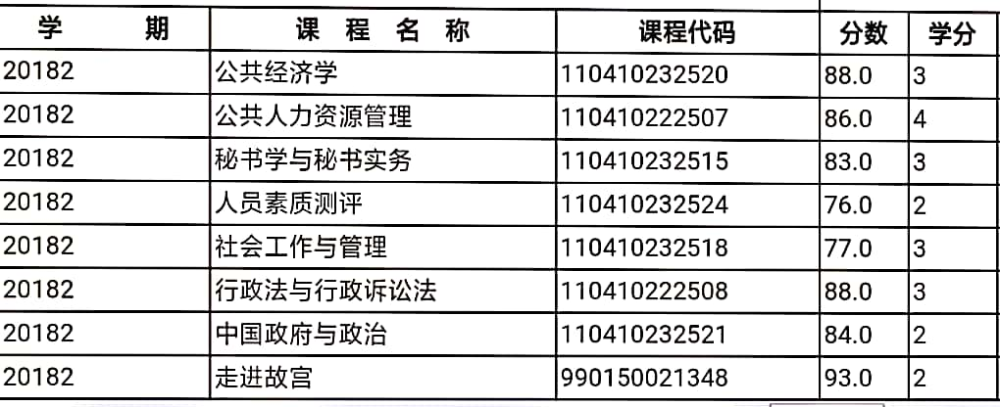 学 期 课 程 名 称 课程代码 分数 学分
20182 公共经济学 110410232520 88.0 3
20182 公共人力资源管理 110410222507 86.0 4
20182 秘书学与秘书实务 110410232515 83.0 3
20182 人员素质测评 110410232524 76.0 2
20182 社会工作与管理 110410232518 77.0 3
20182 行政法与行政诉讼法 110410222508 88.0 3
20182 中国政府与政治 110410232521 84.0 2
20182 走进故宫 990150021348 93.0 2